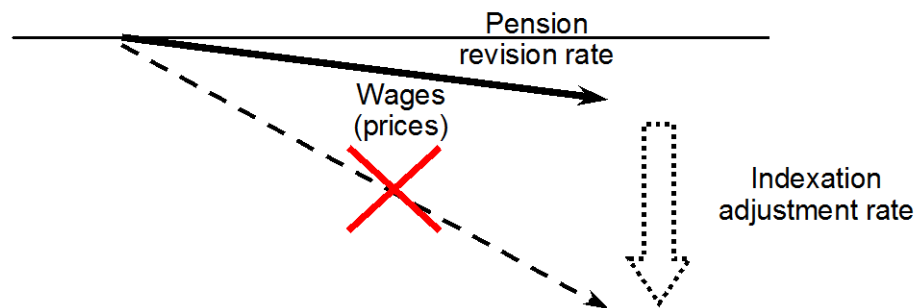 Pension
revision rate
Wages
(prices)
Indexation
adjustment rate